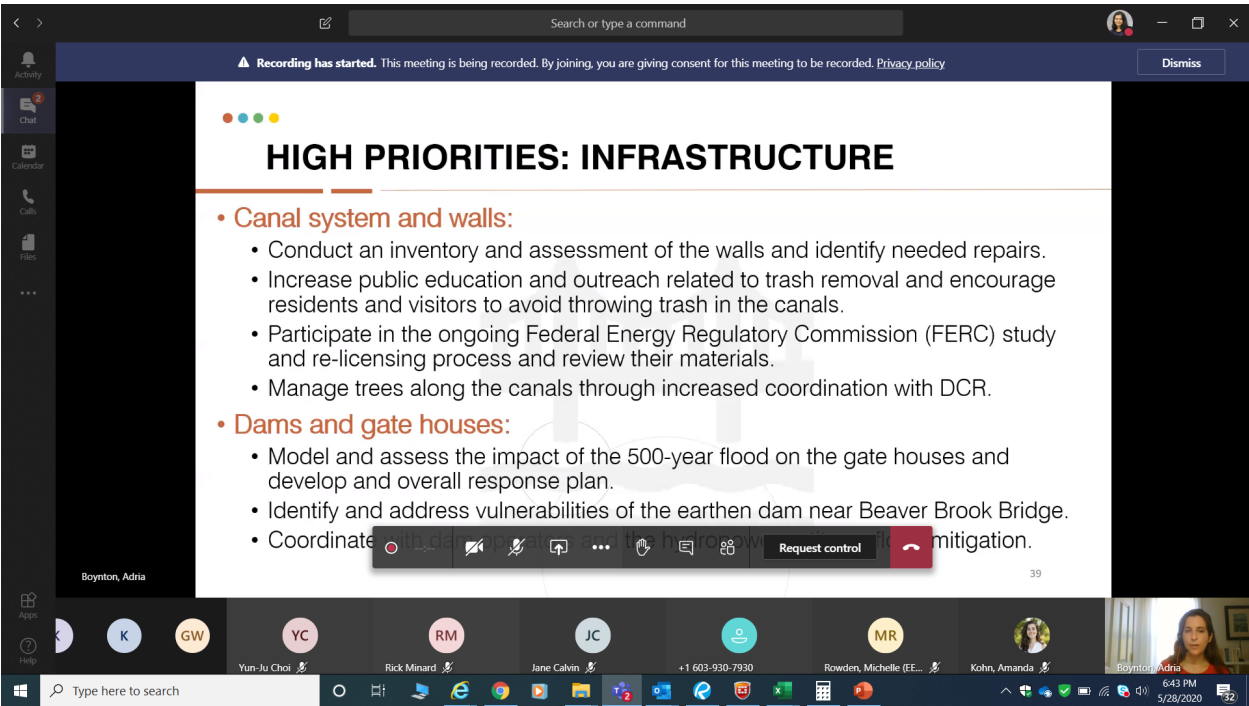 Search or type a command
Recording has started. This meeting is being recorded. By joining, you are giving consent for this meeting to be recorded. Privacy policy
Dismiss
Activity
2
Chat
Calendar
Calls
Files
Apps
Help
HIGH PRIORITIES: INFRASTRUCTURE
• Canal system and walls:
• Conduct an inventory and assessment of the walls and identify needed repairs.
• Increase public education and outreach related to trash removal and encourage
residents and visitors to avoid throwing trash in the canals.
• Participate in the ongoing Federal Energy Regulatory Commission (FERC) study
and re-licensing process and review their materials.
• Manage trees along the canals through increased coordination with DCR.
• Dams and gate houses:
• Model and assess the impact of the 500-year flood on the gate houses and
develop and overall response plan.
• Identify and address vulnerabilities of the earthen dam near Beaver Brook Bridge.
• Coordinate with dam operators and the mitigation.
--:--
Request control
39
Boynton, Adria
K
GW
YC
RM
JC
MR
Yun-Ju Choi
Rick Minard
Jane Calvin
+1 603-930-7930
Rowden, Michelle (EE...
Kohn, Amanda
Boynton, Adria
Type here to search
2
6:43 PM
5/28/2020
32